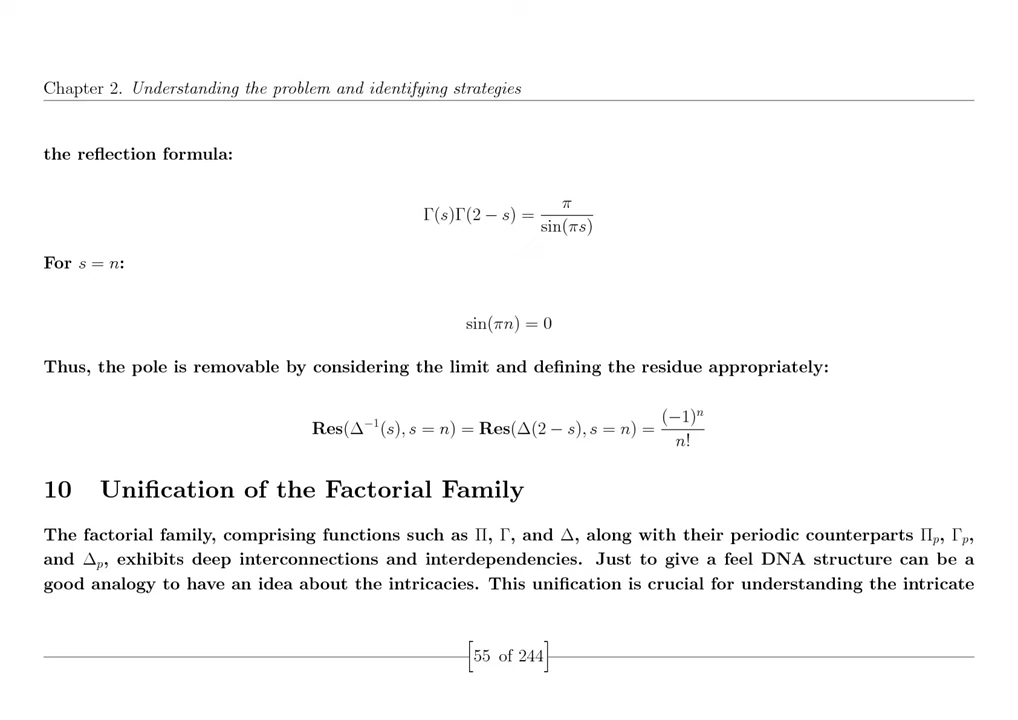 Chapter 2. Understanding the problem and identifying strategies
the reflection formula:
Γ(s)Γ(2 − s) = π / sin(πs)
For s = n:
sin(πn) = 0
Thus, the pole is removable by considering the limit and defining the residue appropriately:
Res(Δ⁻¹(s), s = n) = Res(Δ(2 − s), s = n) = (−1)ⁿ / n!
10 Unification of the Factorial Family
The factorial family, comprising functions such as Π, Γ, and Δ, along with their periodic counterparts Πₚ, Γₚ,
and Δₚ, exhibits deep interconnections and interdependencies. Just to give a feel DNA structure can be a
good analogy to have an idea about the intricacies. This unification is crucial for understanding the intricate
[55 of 244]